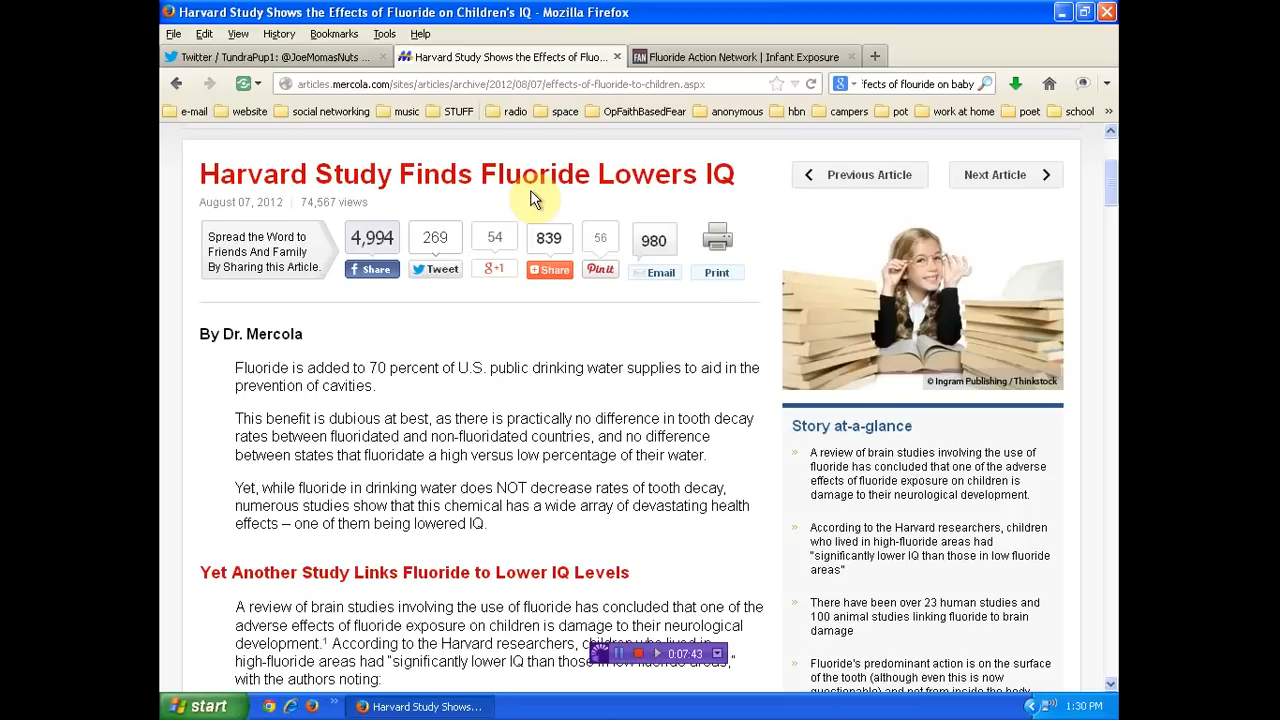 Harvard Study Shows the Effects of Fluoride on Children's IQ - Mozilla Firefox
File Edit View History Bookmarks Tools Help
Twitter / TundraPup1: @JoeMomasNuts ...
Harvard Study Shows the Effects of Fluo...
FAN Fluoride Action Network | Infant Exposure
articles.mercola.com/sites/articles/archive/2012/08/07/effects-of-fluoride-to-children.aspx
fects of flouride on baby
e-mail website social networking music STUFF radio space OpFaithBasedFear anonymous hbn campers pot work at home poet school
Harvard Study Finds Fluoride Lowers IQ
August 07, 2012 | 74,567 views
Previous Article
Next Article
Spread the Word to
Friends And Family
By Sharing this Article.
4,994 269 54 839 56 980
Share Tweet g+1 Share Pinit Email Print
By Dr. Mercola
Fluoride is added to 70 percent of U.S. public drinking water supplies to aid in the
prevention of cavities.
This benefit is dubious at best, as there is practically no difference in tooth decay
rates between fluoridated and non-fluoridated countries, and no difference
between states that fluoridate a high versus low percentage of their water.
Yet, while fluoride in drinking water does NOT decrease rates of tooth decay,
numerous studies show that this chemical has a wide array of devastating health
effects – one of them being lowered IQ.
Yet Another Study Links Fluoride to Lower IQ Levels
A review of brain studies involving the use of fluoride has concluded that one of the
adverse effects of fluoride exposure on children is damage to their neurological
development.¹ According to the Harvard researchers, children who lived in
high-fluoride areas had "significantly lower IQ than those in low fluoride areas,"
with the authors noting:
© Ingram Publishing / Thinkstock
Story at-a-glance
A review of brain studies involving the use of
fluoride has concluded that one of the adverse
effects of fluoride exposure on children is
damage to their neurological development.
According to the Harvard researchers, children
who lived in high-fluoride areas had
"significantly lower IQ than those in low fluoride
areas"
There have been over 23 human studies and
100 animal studies linking fluoride to brain
damage
Fluoride's predominant action is on the surface
of the tooth (although even this is now
questionable and not from inside the body
0:07:43
start
Harvard Study Shows...
1:30 PM